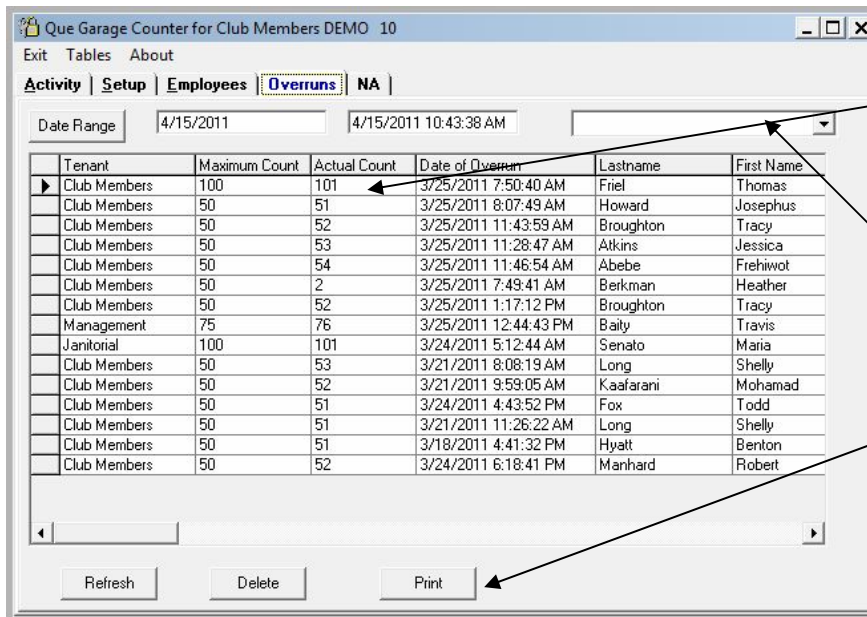 Que Garage Counter for Club Members DEMO 10
Exit Tables About
Activity Setup Employees Overruns NA
Date Range 4/15/2011 4/15/2011 10:43:38 AM
Tenant Maximum Count Actual Count Date of Overrun Lastname First Name
Club Members 100 101 3/25/2011 7:50:40 AM Friel Thomas
Club Members 50 51 3/25/2011 8:07:49 AM Howard Josephus
Club Members 50 52 3/25/2011 11:43:59 AM Broughton Tracy
Club Members 50 53 3/25/2011 11:28:47 AM Atkins Jessica
Club Members 50 54 3/25/2011 11:46:54 AM Abebe Frehiwot
Club Members 50 2 3/25/2011 7:49:41 AM Berkman Heather
Club Members 50 52 3/25/2011 1:17:12 PM Broughton Tracy
Management 75 76 3/25/2011 12:44:43 PM Baity Travis
Janitorial 100 101 3/24/2011 5:12:44 AM Senato Maria
Club Members 50 53 3/21/2011 8:08:19 AM Long Shelly
Club Members 50 52 3/21/2011 9:59:05 AM Kaafarani Mohamad
Club Members 50 51 3/24/2011 4:43:52 PM Fox Todd
Club Members 50 51 3/21/2011 11:26:22 AM Long Shelly
Club Members 50 51 3/18/2011 4:41:32 PM Hyatt Benton
Club Members 50 52 3/24/2011 6:18:41 PM Manhard Robert
Refresh Delete Print